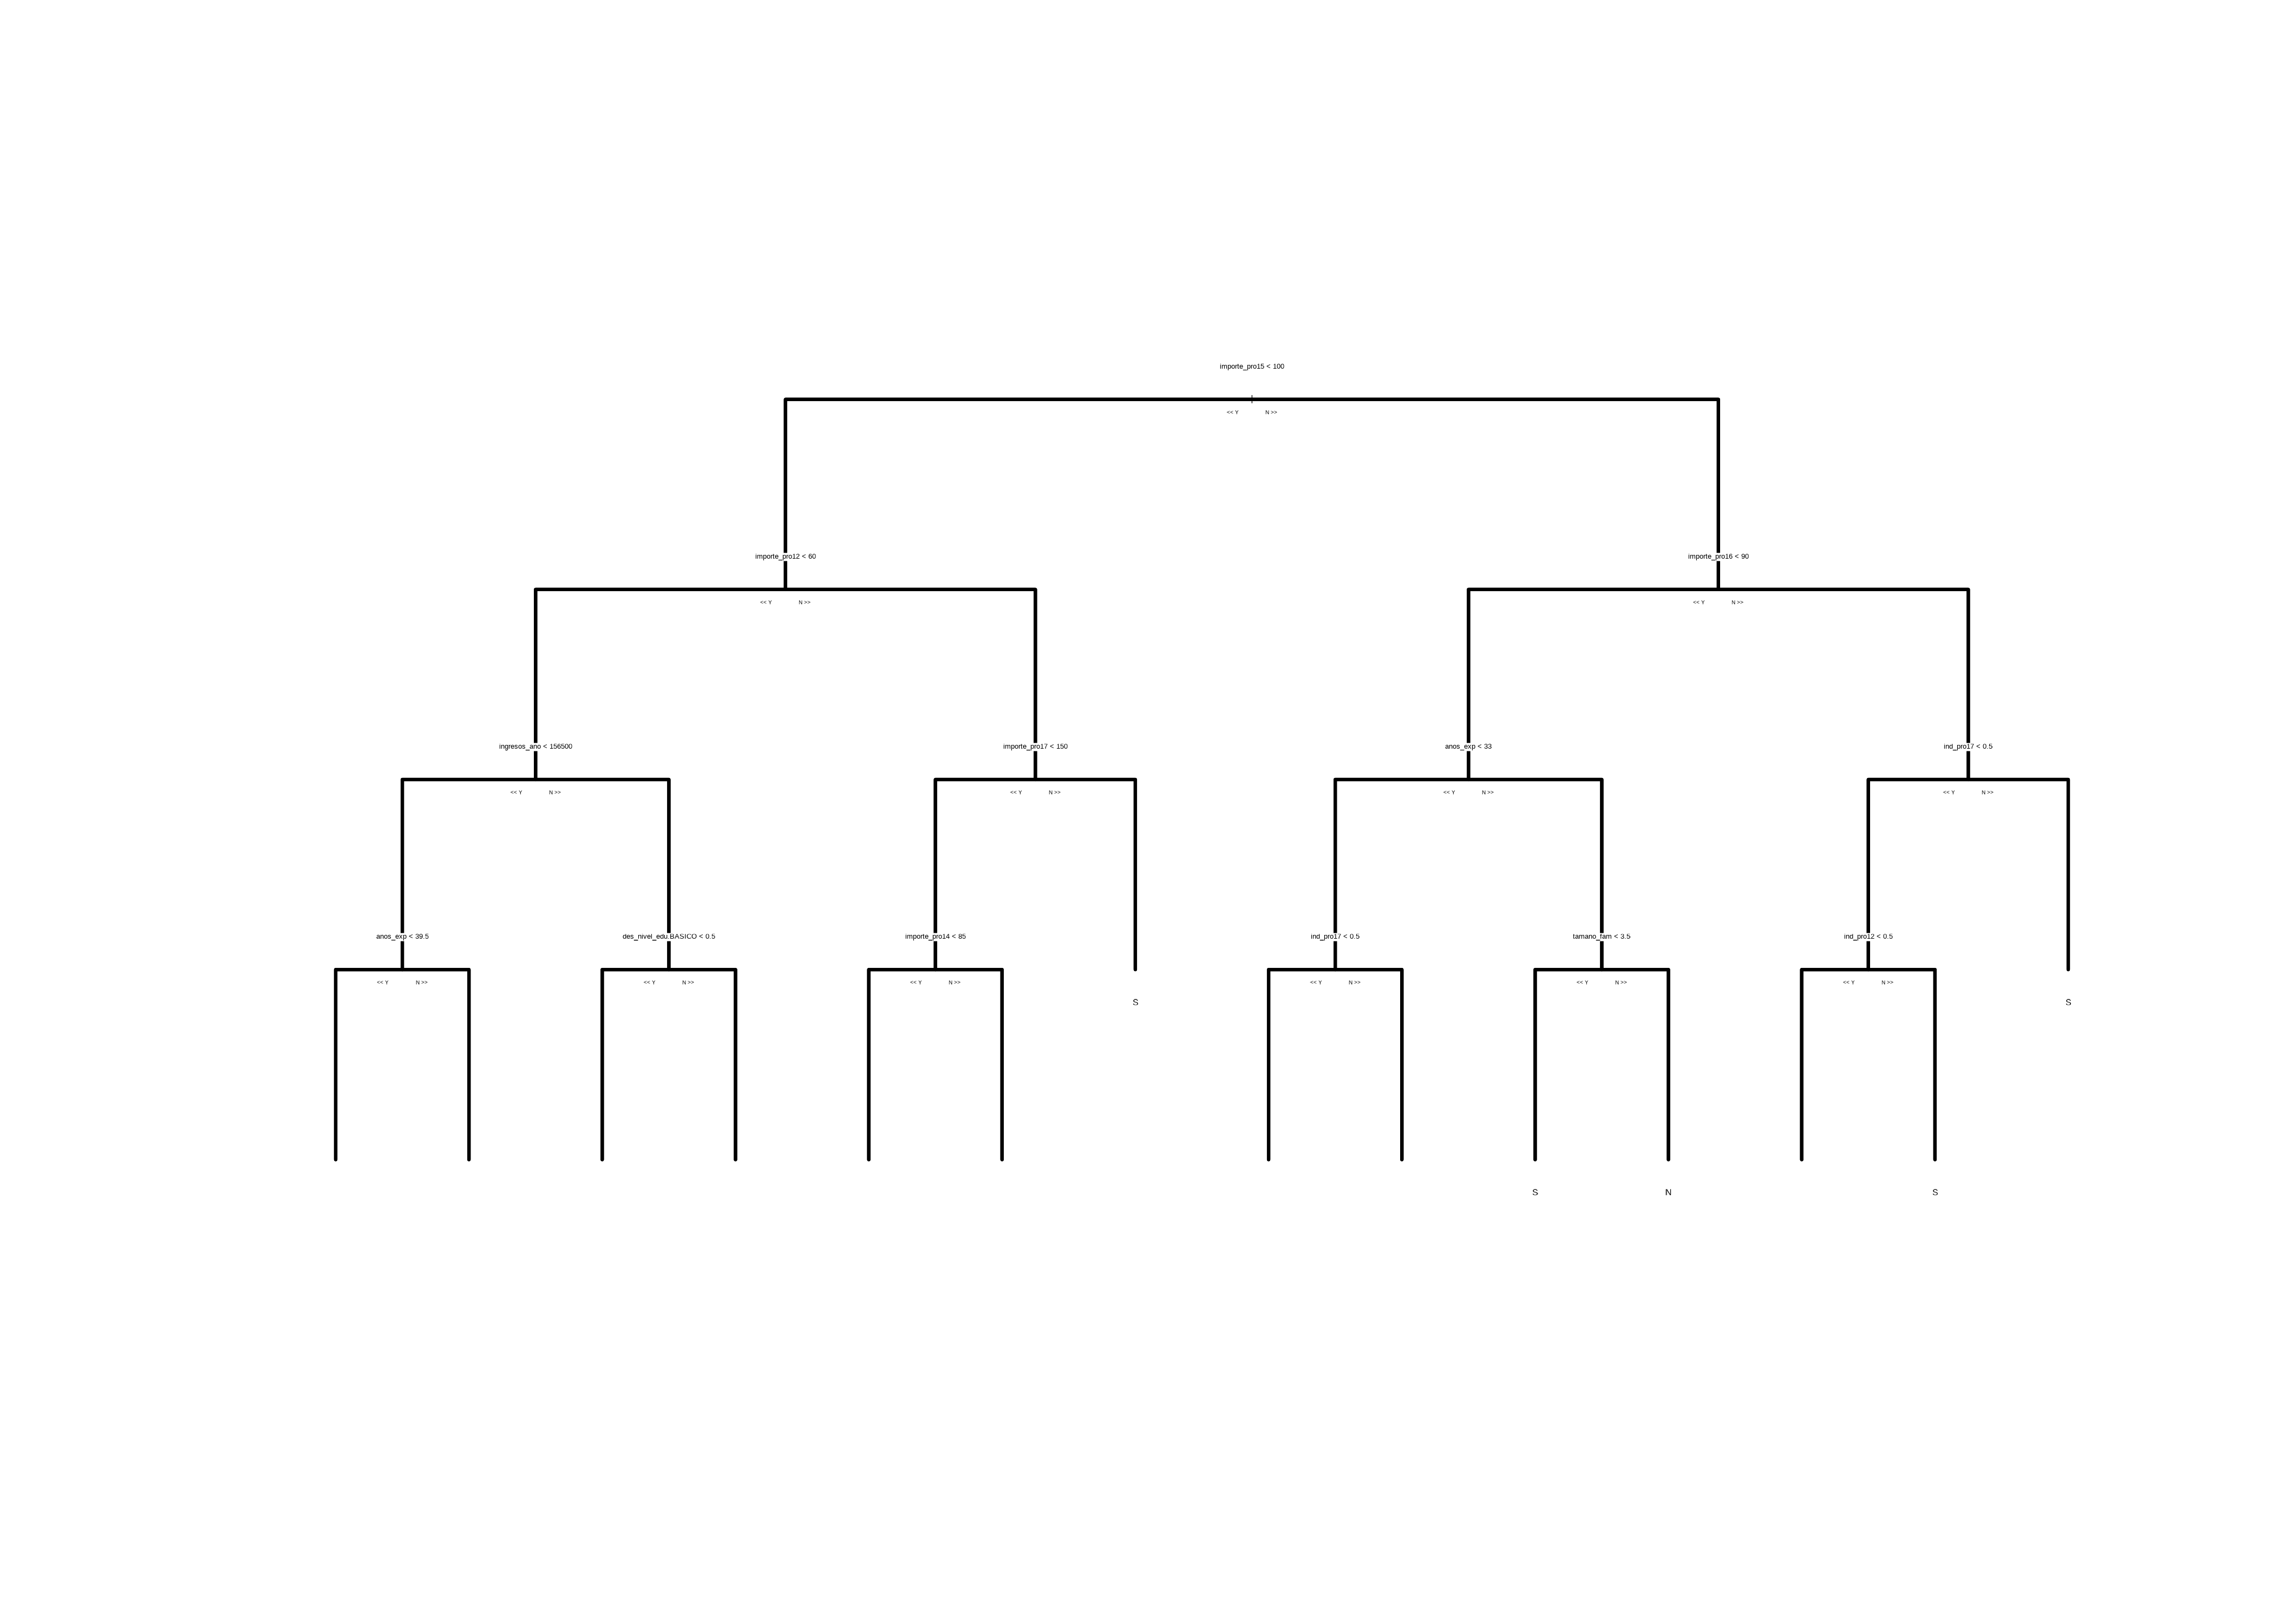 importe_pro15 < 100
<< Y N >>
importe_pro12 < 60
importe_pro16 < 90
<< Y N >>
<< Y N >>
ingresos_ano < 156500
importe_pro17 < 150
anos_exp < 33
ind_pro17 < 0.5
<< Y N >>
<< Y N >>
<< Y N >>
<< Y N >>
anos_exp < 39.5
des_nivel_edu.BASICO < 0.5
importe_pro14 < 85
ind_pro17 < 0.5
tamano_fam < 3.5
ind_pro12 < 0.5
<< Y N >>
<< Y N >>
<< Y N >>
<< Y N >>
<< Y N >>
<< Y N >>
S
S
S
N
S